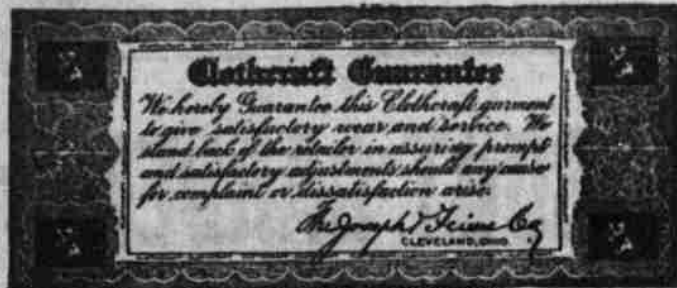 Clothcraft Guarantee
We hereby Guarantee this Clothcraft garment
to give satisfactory wear and service. We
stand back of the retailer in assuring prompt
and satisfactory adjustments should any cause
for complaint or dissatisfaction arise.
The Joseph & Feiss Co
CLEVELAND, OHIO.